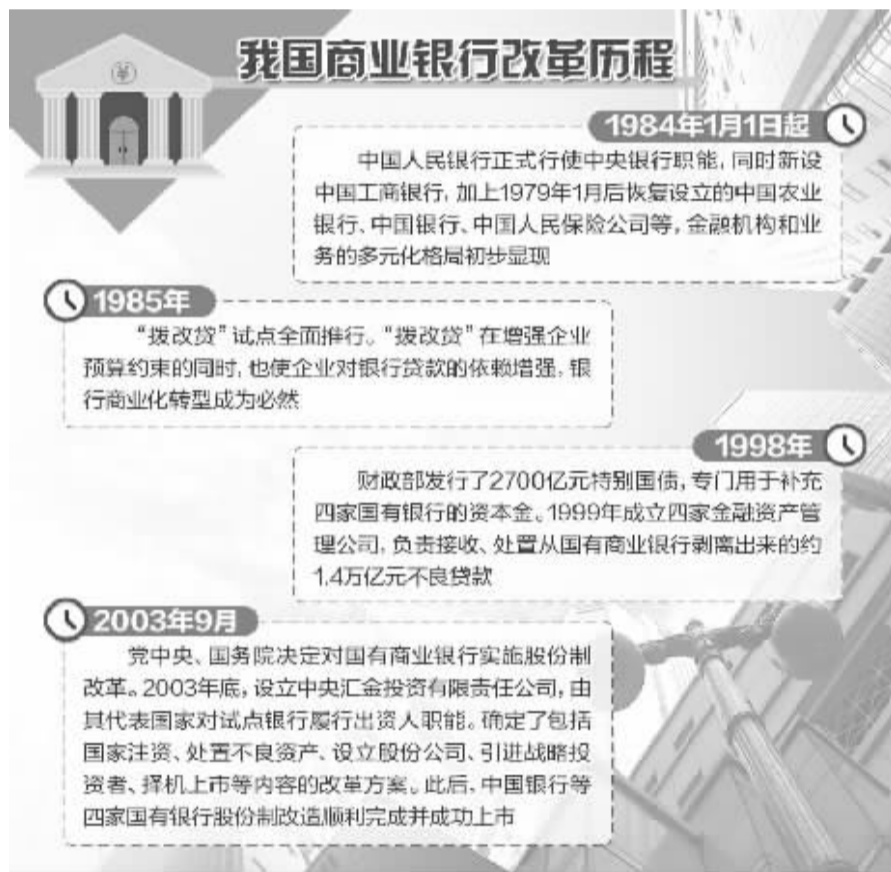 我国商业银行改革历程
1984年1月1日起
中国人民银行正式行使中央银行职能,同时新设
中国工商银行,加上1979年1月后恢复设立的中国农业
银行、中国银行、中国人民保险公司等,金融机构和业
务的多元化格局初步显现
1985年
“拨改贷”试点全面推行。“拨改贷”在增强企业
预算约束的同时,也使企业对银行贷款的依赖增强,银
行商业化转型成为必然
1998年
财政部发行了2700亿元特别国债,专门用于补充
四家国有银行的资本金。1999年成立四家金融资产管
理公司,负责接收、处置从国有商业银行剥离出来的约
1.4万亿元不良贷款
2003年9月
党中央、国务院决定对国有商业银行实施股份制
改革。2003年底,设立中央汇金投资有限责任公司,由
其代表国家对试点银行履行出资人职能。确定了包括
国家注资、处置不良资产、设立股份公司、引进战略投
资者、择机上市等内容的改革方案。此后,中国银行等
四家国有银行股份制改造顺利完成并成功上市